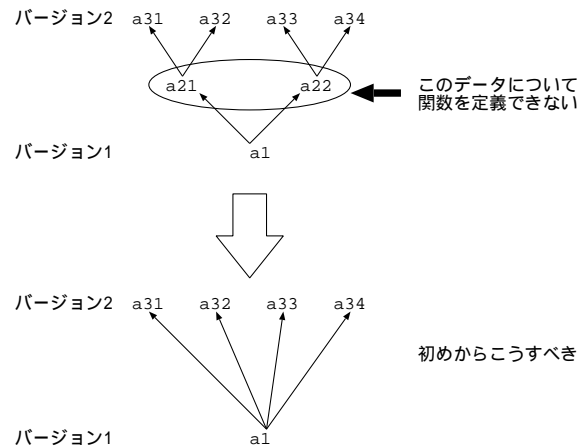 バージョン2 a31 a32 a33 a34
a21 a22
このデータについて
関数を定義できない
バージョン1 a1
バージョン2 a31 a32 a33 a34
初めからこうすべき
バージョン1 a1